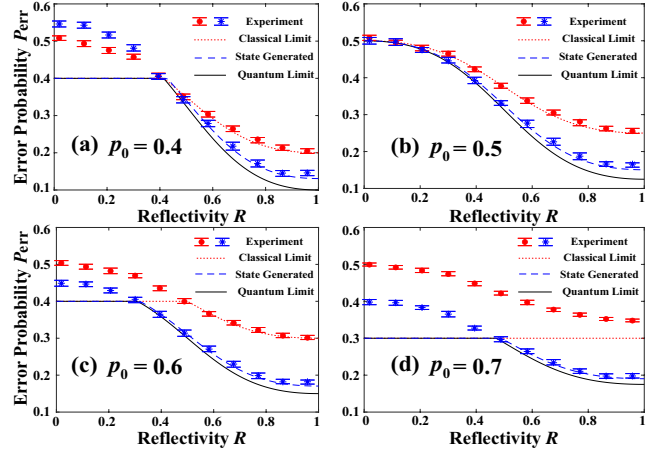 0.6
0.5
0.4
0.3
0.2
0.1
Error Probability Perr
Experiment
Classical Limit
State Generated
Quantum Limit
(a) p0 = 0.4
0 0.2 0.4 0.6 0.8 1
Reflectivity R
0.6
0.5
0.4
0.3
0.2
0.1
Experiment
Classical Limit
State Generated
Quantum Limit
(b) p0 = 0.5
0 0.2 0.4 0.6 0.8 1
Reflectivity R
0.6
0.5
0.4
0.3
0.2
0.1
Error Probability Perr
Experiment
Classical Limit
State Generated
Quantum Limit
(c) p0 = 0.6
0 0.2 0.4 0.6 0.8 1
Reflectivity R
0.6
0.5
0.4
0.3
0.2
0.1
Experiment
Classical Limit
State Generated
Quantum Limit
(d) p0 = 0.7
0 0.2 0.4 0.6 0.8 1
Reflectivity R